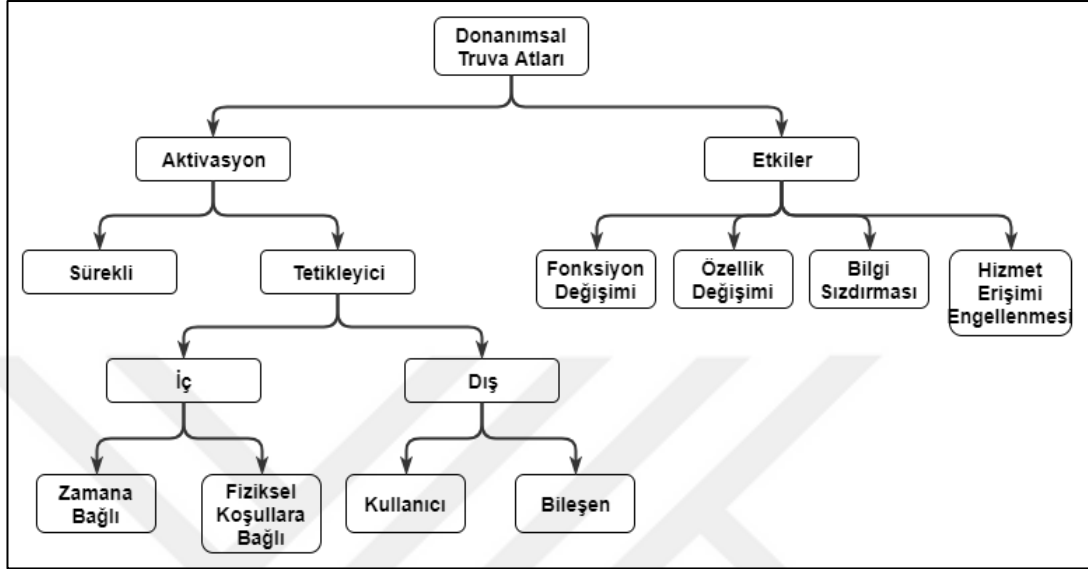 Donanımsal
Truva Atları
Aktivasyon
Etkiler
Sürekli
Tetikleyici
Fonksiyon
Değişimi
Özellik
Değişimi
Bilgi
Sızdırması
Hizmet
Erişimi
Engellenmesi
İç
Dış
Zamana
Bağlı
Fiziksel
Koşullara
Bağlı
Kullanıcı
Bileşen